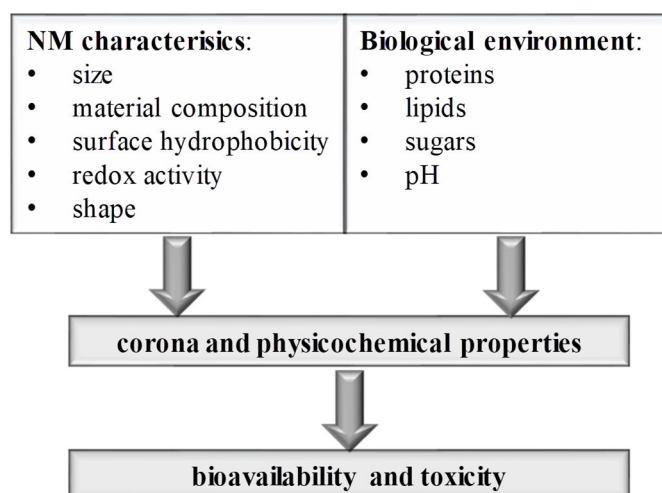 NM characterisics:
• size
• material composition
• surface hydrophobicity
• redox activity
• shape
Biological environment:
• proteins
• lipids
• sugars
• pH
corona and physicochemical properties
bioavailability and toxicity